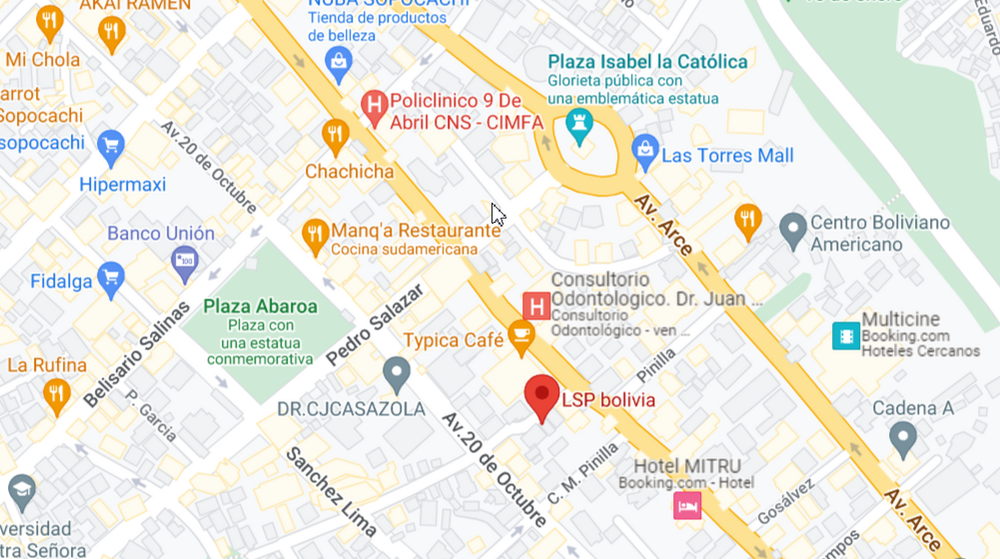 AKAI RAMEN
NUBA SOPOCACHI
Tienda de productos
de belleza
Mi Chola
Plaza Isabel la Católica
Glorieta pública con
una emblemática estatua
arrot
Sopocachi
Policlinico 9 De
Abril CNS - CIMFA
sopocachi
Av.20 de Octubre
Las Torres Mall
Chachicha
Hipermaxi
Av. Arce
Banco Unión
Manq'a Restaurante
Cocina sudamericana
Centro Boliviano
Americano
Fidalga
Consultorio
Odontologico. Dr. Juan ...
Consultorio
Odontológico - ven ...
Plaza Abaroa
Plaza con
una estatua
conmemorativa
Pedro Salazar
Belisario Salinas
Typica Café
Multicine
Booking.com
Hoteles Cercanos
La Rufina
Pinilla
DR.CJCASAZOLA
LSP bolivia
P. Garcia
Cadena A
Av.20 de Octubre
Sanchez Lima
C. M. Pinilla
Hotel MITRU
Booking.com - Hotel
Gosálvez
Av. Arce
versidad
tra Señora
mpos
Eduardo